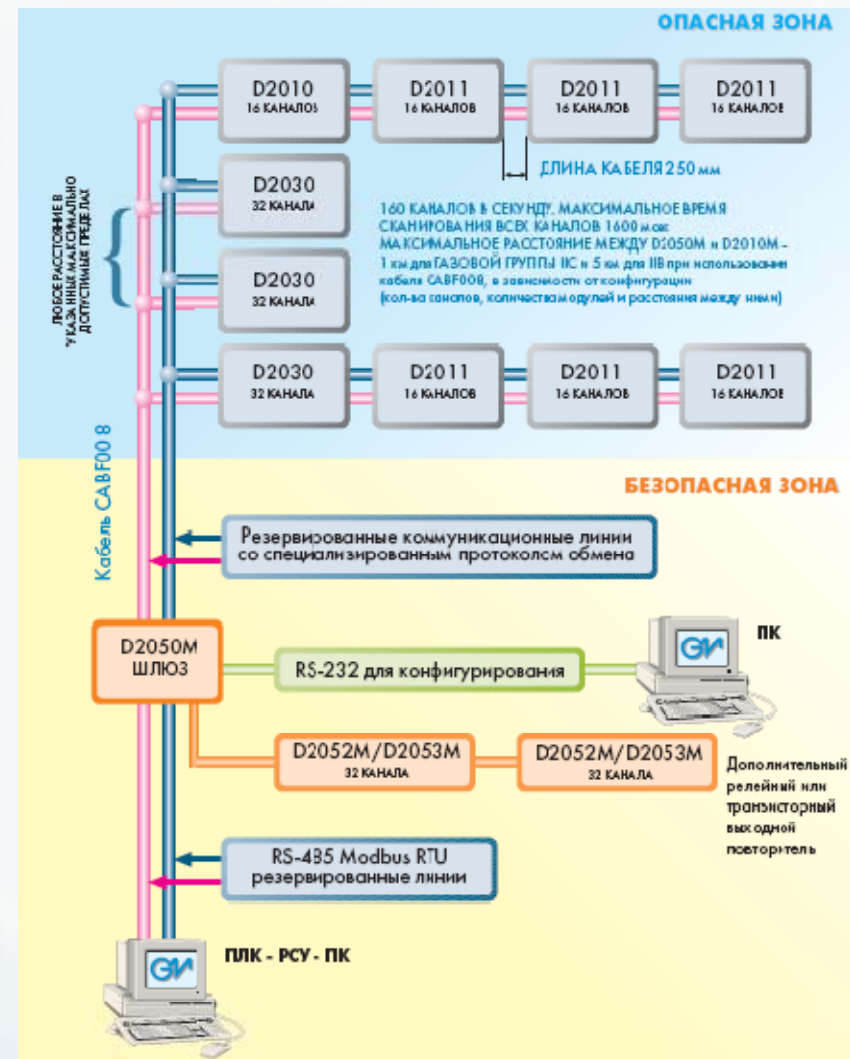 ОПАСНАЯ ЗОНА
D2010
16 КАНАЛОВ
D2011
16 КАНАЛОВ
D2011
16 КАНАЛОВ
D2011
16 КАНАЛОВ
ДЛИНА КАБЕЛЯ 250 мм
D2030
32 КАНАЛА
ЛЮБОЕ РАССТОЯНИЕ В
УКАЗАННЫХ МАКСИМАЛЬНО
ДОПУСТИМЫХ ПРЕДЕЛАХ
160 КАНАЛОВ В СЕКУНДУ. МАКСИМАЛЬНОЕ ВРЕМЯ
СКАНИРОВАНИЯ ВСЕХ КАНАЛОВ 1600 мсек
МАКСИМАЛЬНОЕ РАССТОЯНИЕ МЕЖДУ D2050M и D2010M –
1 км для ГАЗОВОЙ ГРУППЫ IIC и 5 км для IIB при использовании
кабеля CABF008, в зависимости от конфигурации
(кол-ва каналов, количества модулей и расстояния между ними)
D2030
32 КАНАЛА
D2030
32 КАНАЛА
D2011
16 КАНАЛОВ
D2011
16 КАНАЛОВ
D2011
16 КАНАЛОВ
Кабель CABF00 8
БЕЗОПАСНАЯ ЗОНА
Резервированные коммуникационные линии
со специализированным протоколом обмена
D2050M
ШЛЮЗ
RS-232 для конфигурирования
ПК
D2052M/D2053M
32 КАНАЛА
D2052M/D2053M
32 КАНАЛА
Дополнительный
релейный или
транзисторный
выходной
повторитель
RS-485 Modbus RTU
резервированные линии
ПЛК - РСУ - ПК